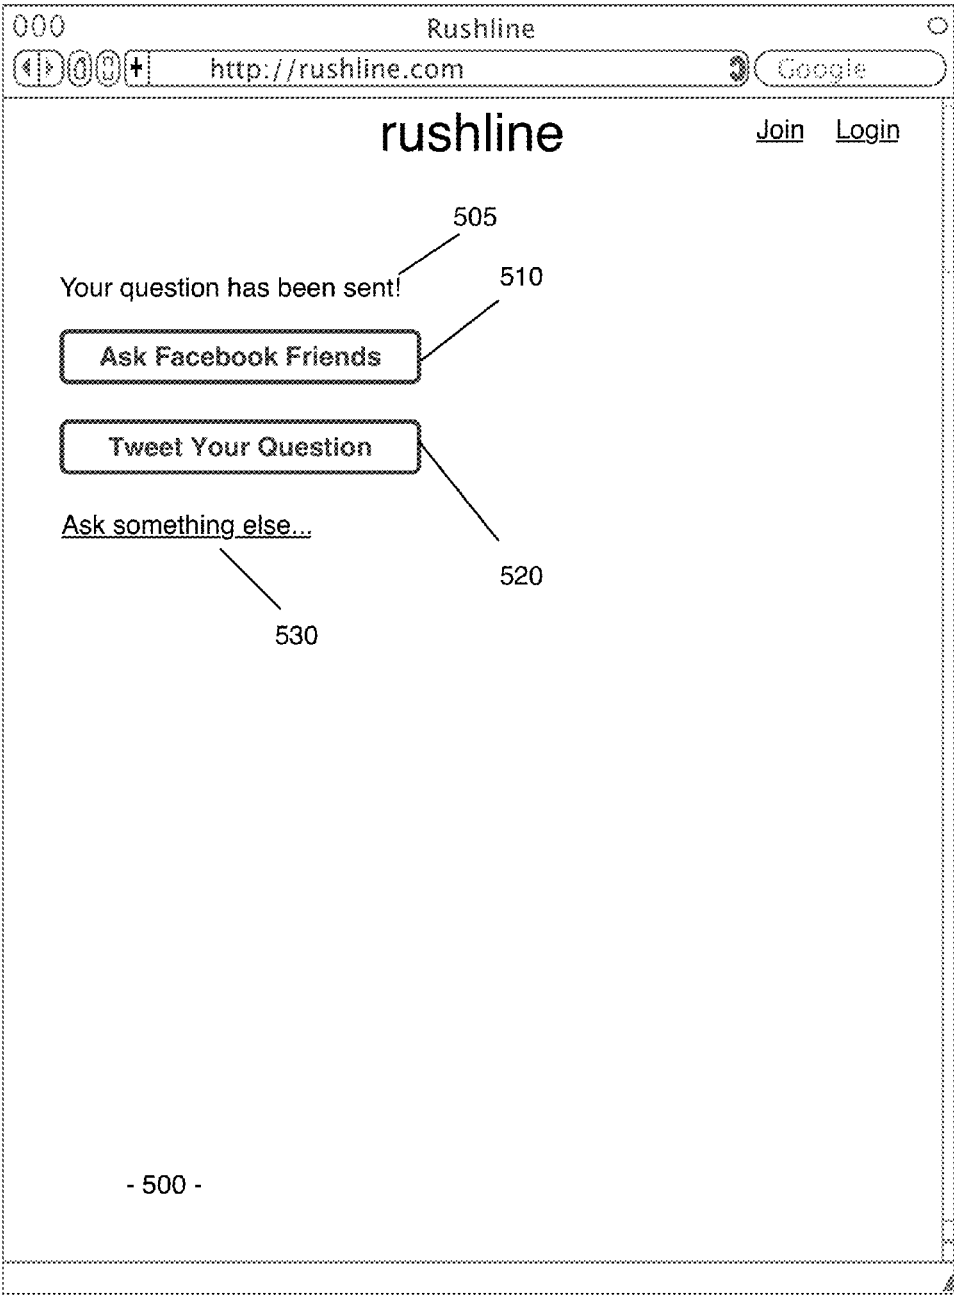 Rushline
http://rushline.com
Google
rushline
Join Login
505
Your question has been sent!
510
Ask Facebook Friends
Tweet Your Question
Ask something else...
520
530
- 500 -